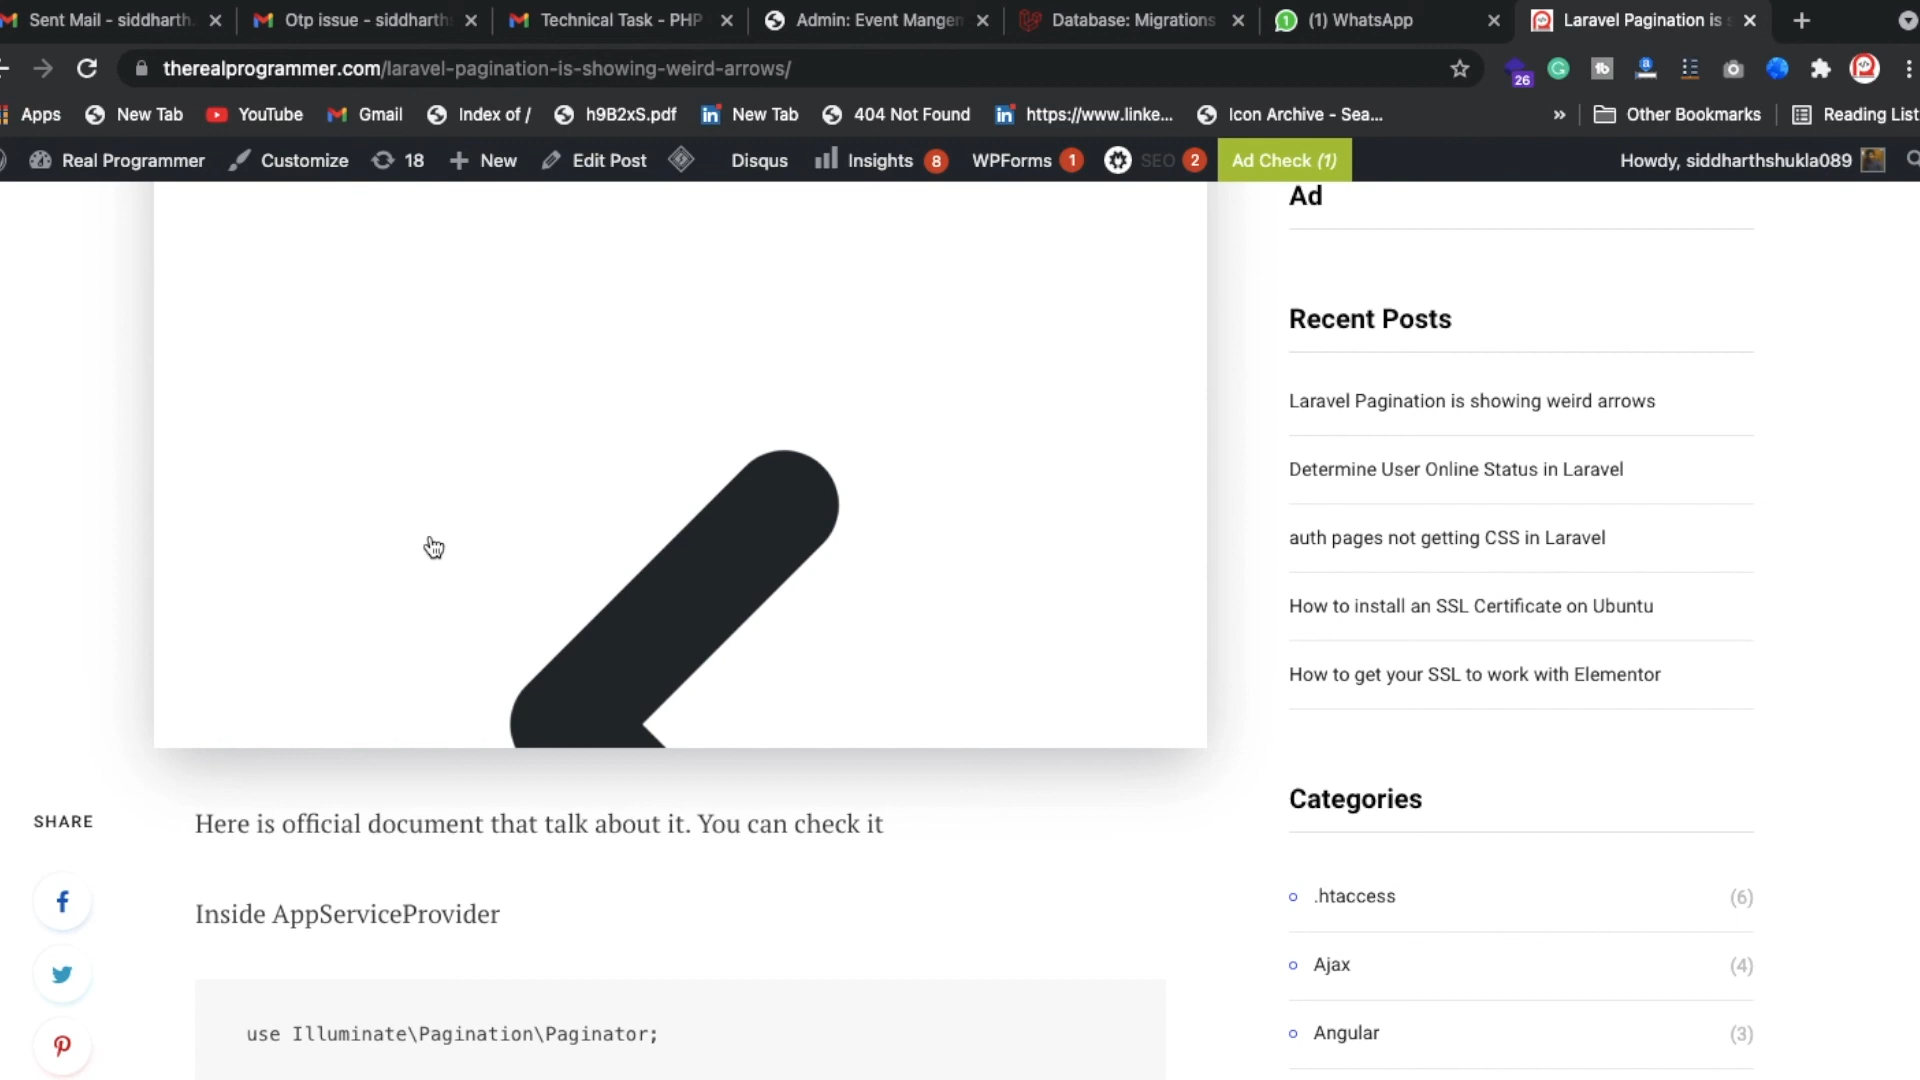 Sent Mail - siddharth
Otp issue - siddharth
Technical Task - PHP
Admin: Event Mangen
Database: Migrations
(1) WhatsApp
Laravel Pagination is s
therealprogrammer.com/laravel-pagination-is-showing-weird-arrows/
26
Apps
New Tab
YouTube
Gmail
Index of /
h9B2xS.pdf
New Tab
404 Not Found
https://www.linke...
Icon Archive - Sea...
»
Other Bookmarks
Reading List
Real Programmer
Customize
18
New
Edit Post
Disqus
Insights 8
WPForms 1
SEO 2
Ad Check (1)
Howdy, siddharthshukla089
Ad
Recent Posts
Laravel Pagination is showing weird arrows
Determine User Online Status in Laravel
auth pages not getting CSS in Laravel
How to install an SSL Certificate on Ubuntu
How to get your SSL to work with Elementor
Categories
.htaccess (6)
Ajax (4)
Angular (3)
SHARE
Here is official document that talk about it. You can check it
Inside AppServiceProvider
use Illuminate\Pagination\Paginator;